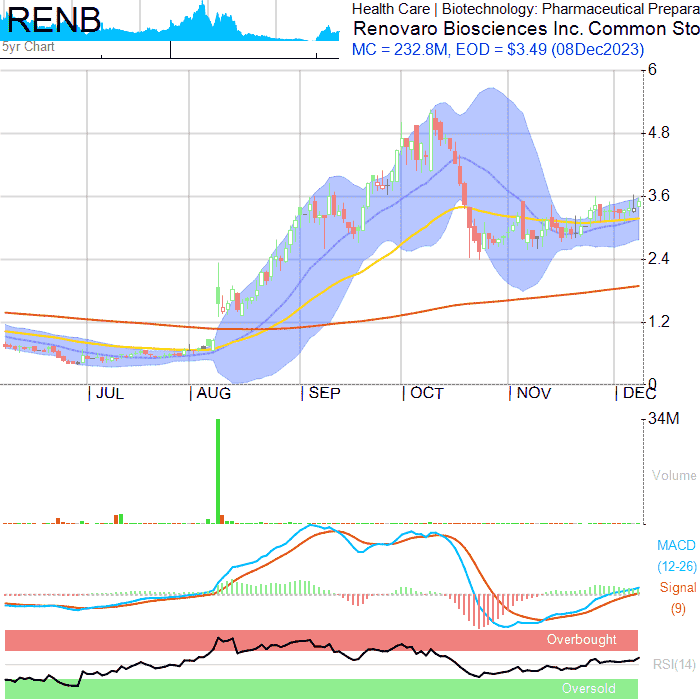 RENB
5yr Chart
Health Care | Biotechnology: Pharmaceutical Prepara
Renovaro Biosciences Inc. Common Sto
MC = 232.8M, EOD = $3.49 (08Dec2023)
6
4.8
3.6
2.4
1.2
0
JUL AUG SEP OCT NOV DEC
34M
Volume
MACD
(12-26)
Signal
(9)
Overbought
RSI(14)
Oversold